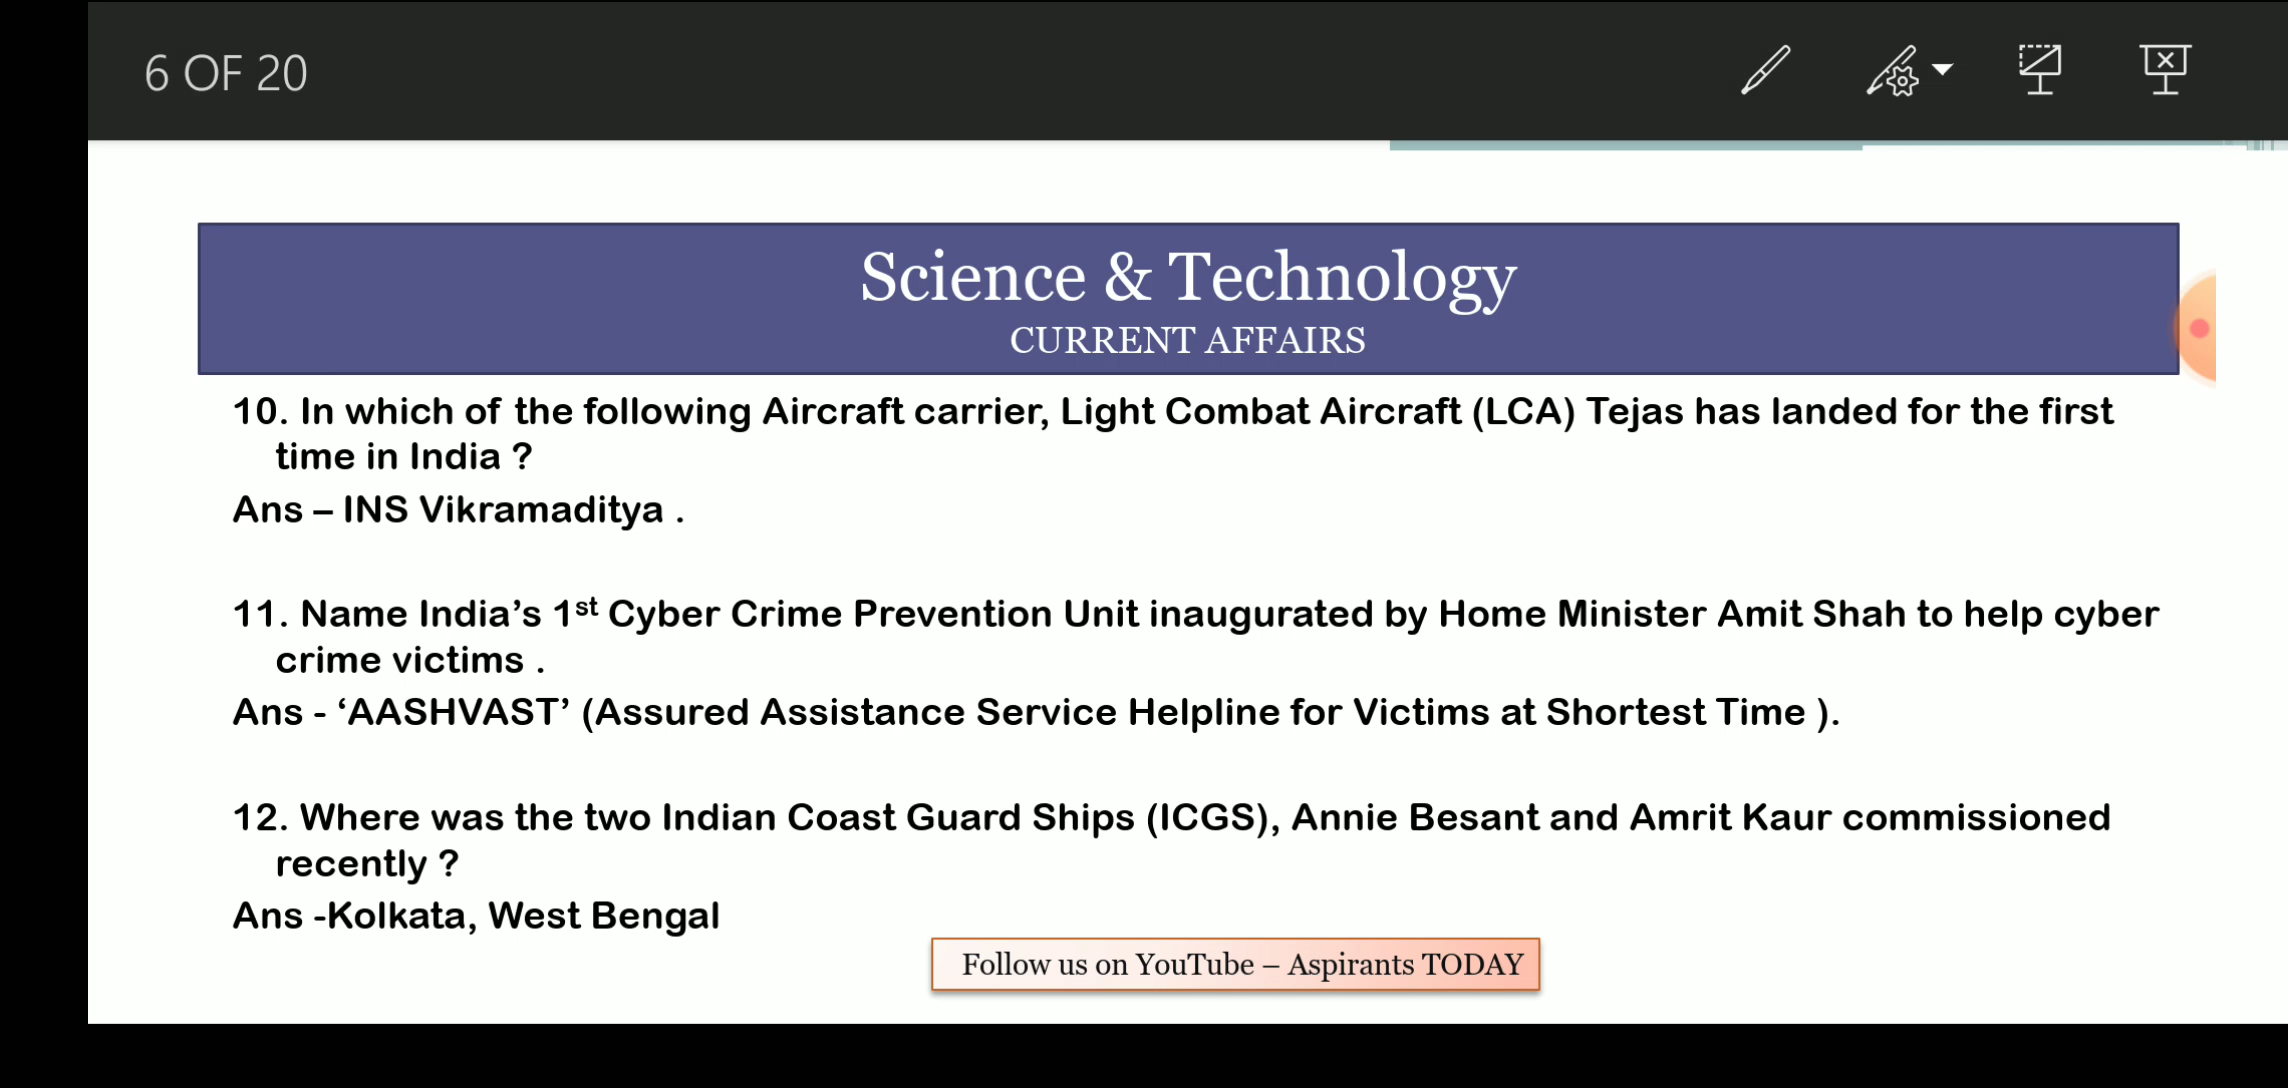 6 OF 20
Science & Technology
CURRENT AFFAIRS
10. In which of the following Aircraft carrier, Light Combat Aircraft (LCA) Tejas has landed for the first
time in India ?
Ans – INS Vikramaditya .
11. Name India’s 1st Cyber Crime Prevention Unit inaugurated by Home Minister Amit Shah to help cyber
crime victims .
Ans - ‘AASHVAST’ (Assured Assistance Service Helpline for Victims at Shortest Time ).
12. Where was the two Indian Coast Guard Ships (ICGS), Annie Besant and Amrit Kaur commissioned
recently ?
Ans -Kolkata, West Bengal
Follow us on YouTube – Aspirants TODAY